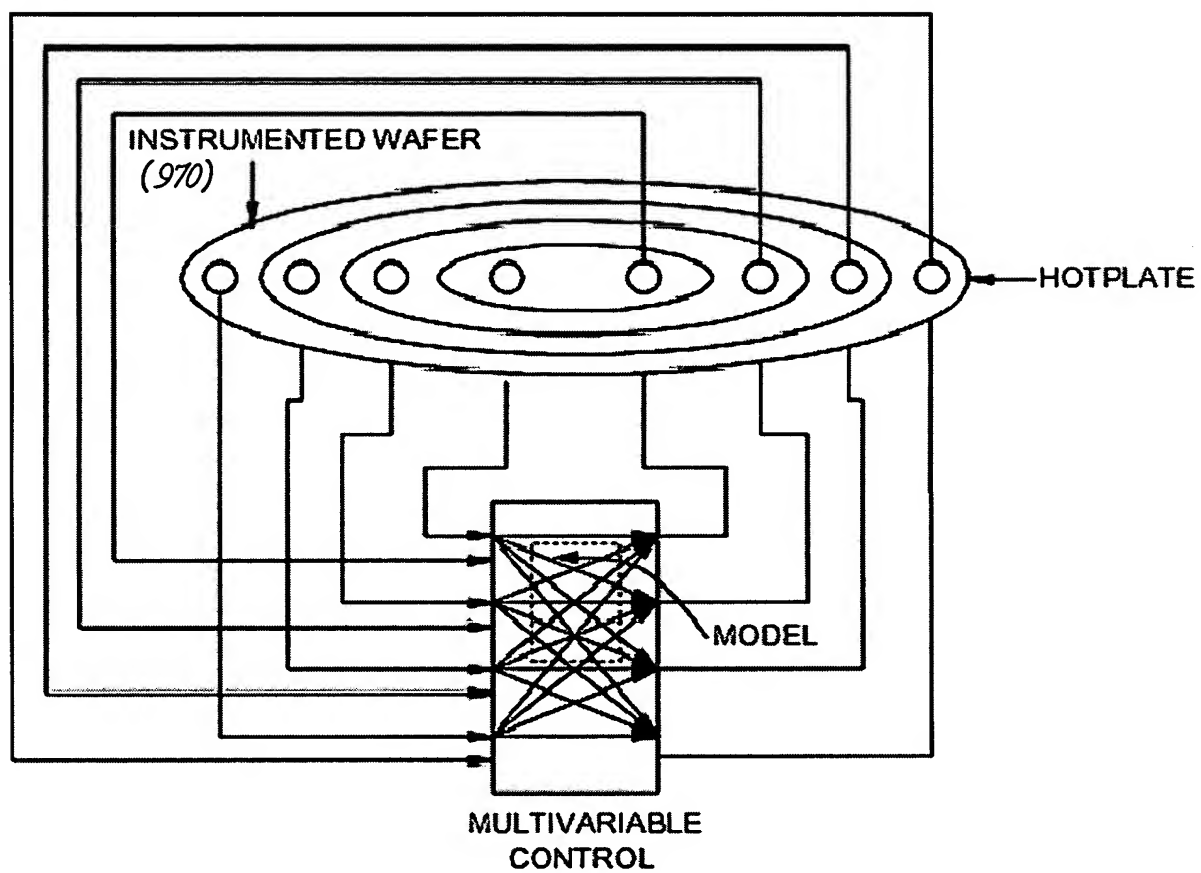 INSTRUMENTED WAFER
(970)
HOTPLATE
MODEL
MULTIVARIABLE
CONTROL